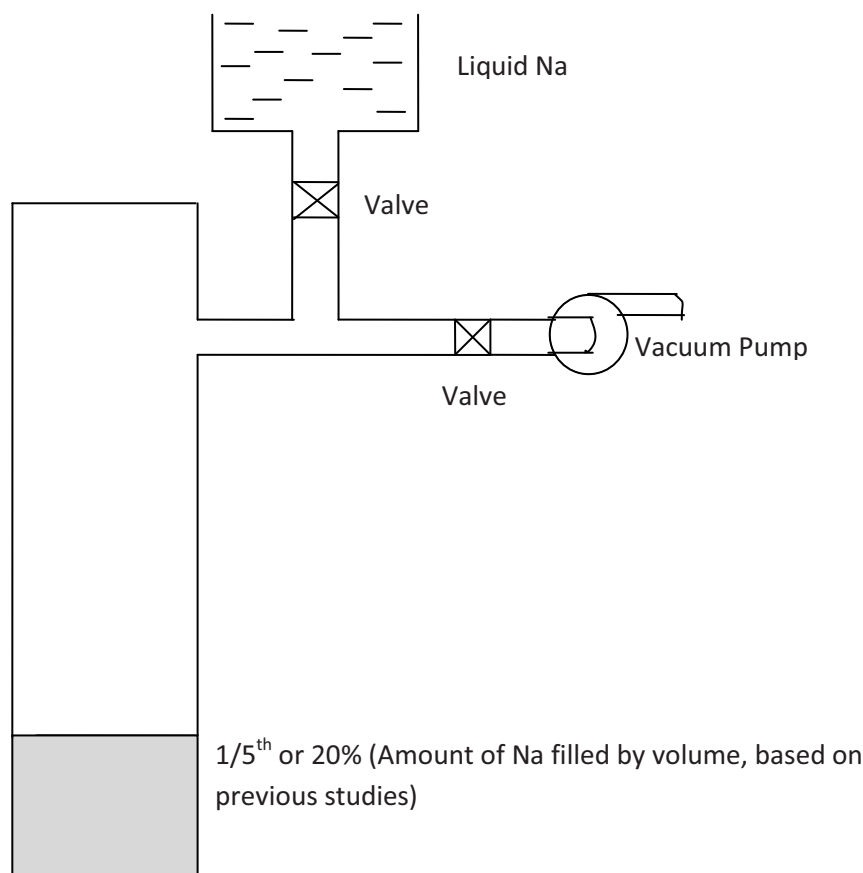 Liquid Na
Valve
Vacuum Pump
Valve
1/5th or 20% (Amount of Na filled by volume, based on
previous studies)